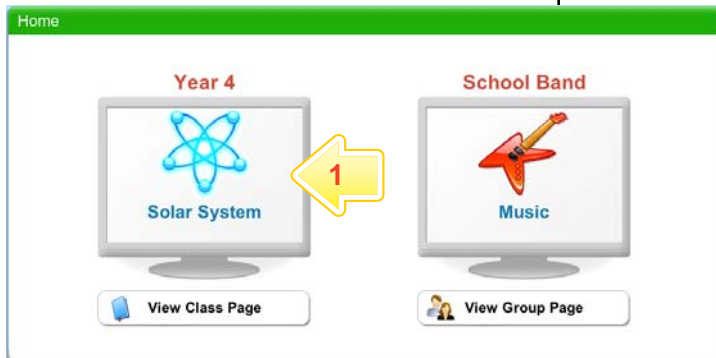 Home
Year 4
School Band
1
Solar System
Music
View Class Page
View Group Page